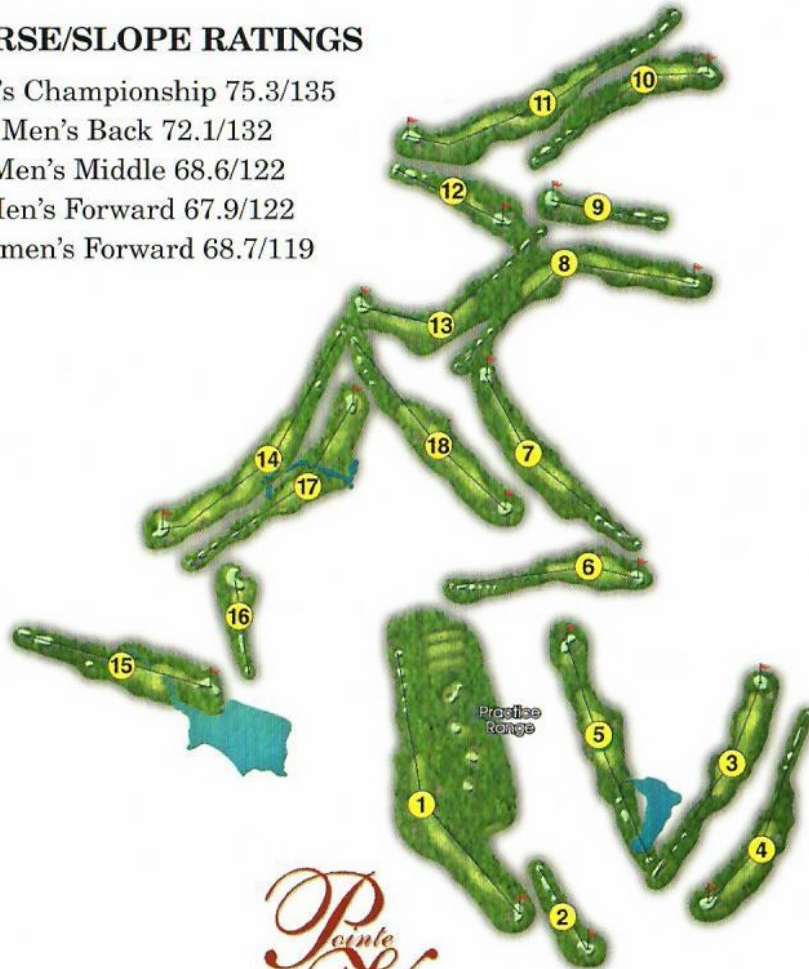 RSE/SLOPE RATINGS
's Championship 75.3/135
Men's Back 72.1/132
Men's Middle 68.6/122
Men's Forward 67.9/122
men's Forward 68.7/119
11
10
12
9
8
13
18
7
14
17
6
16
15
Practice
Range
5
3
1
4
2
Pointe